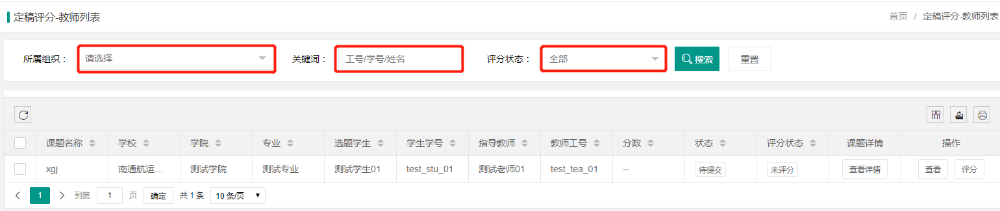 定稿评分-教师列表
首页 / 定稿评分-教师列表
所属组织： 请选择 关键词： 工号/学号/姓名 评分状态： 全部 搜索 重置
课题名称 学校 学院 专业 选题学生 学生学号 指导教师 教师工号 分数 状态 评分状态 课题详情 操作
xgj 南通航运... 测试学院 测试专业 测试学生01 test_stu_01 测试老师01 test_tea_01 -- 待提交 未评分 查看详情 查看 评分
1 到第 1 页 确定 共 1 条 10 条/页